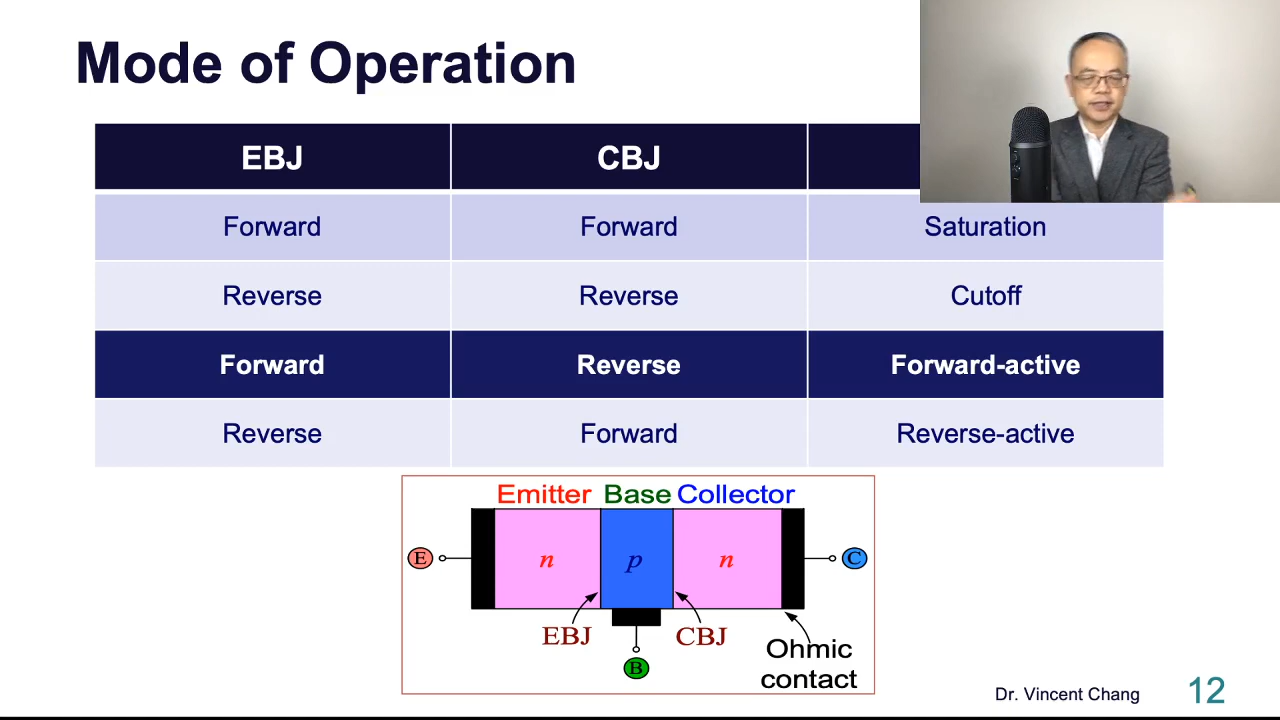 Mode of Operation
EBJ CBJ
Forward Forward Saturation
Reverse Reverse Cutoff
Forward Reverse Forward-active
Reverse Forward Reverse-active
Emitter Base Collector
E n p n C
EBJ CBJ
B
Ohmic
contact
Dr. Vincent Chang 12